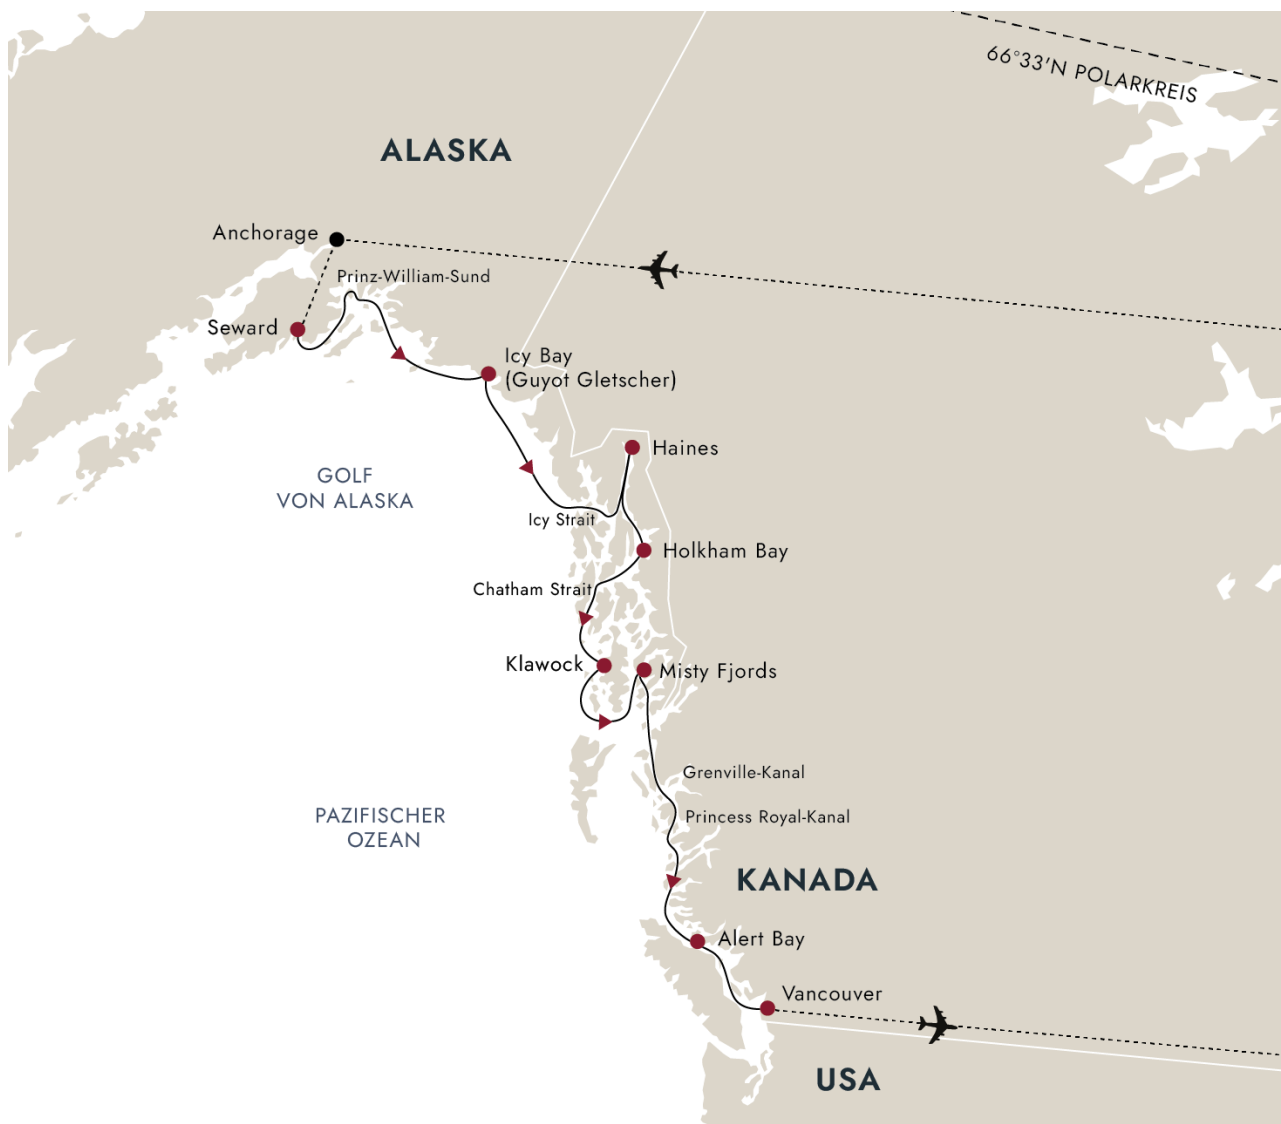 66°33'N POLARKREIS
ALASKA
Anchorage
Prinz-William-Sund
Seward
Icy Bay
(Guyot Gletscher)
Haines
GOLF
VON ALASKA
Icy Strait
Holkham Bay
Chatham Strait
Klawock
Misty Fjords
Grenville-Kanal
Princess Royal-Kanal
PAZIFISCHER
OZEAN
KANADA
Alert Bay
Vancouver
USA